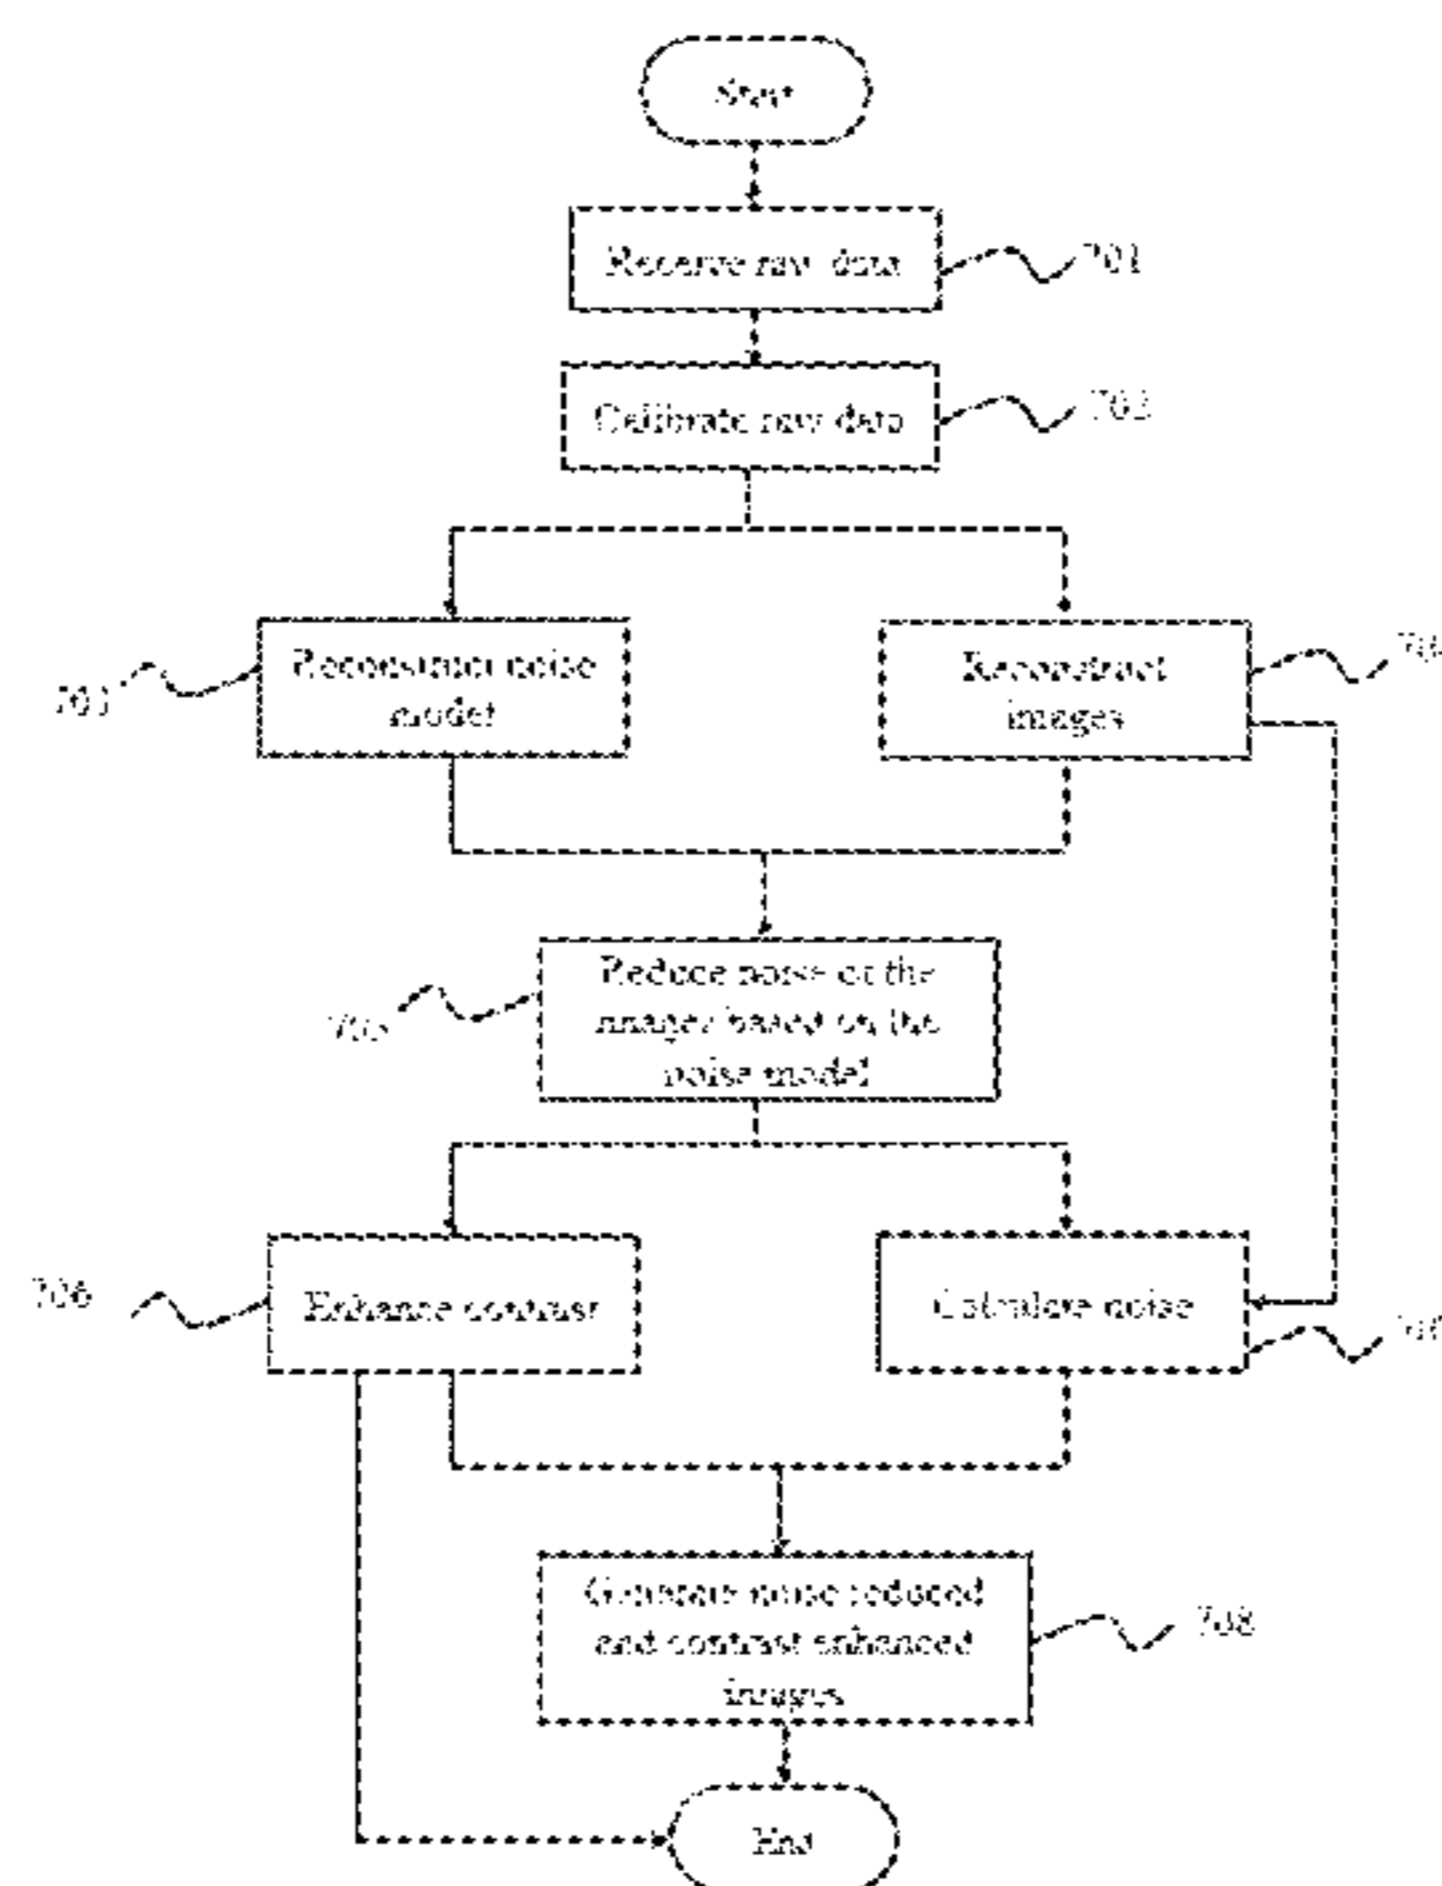 Start
Receive raw data
701
Calibrate raw data
702
Reconstruct noise
model
703
Reconstruct
images
Reduce noise of the
images based on the
noise model
705
Enhance contrast
706
Calculate noise
Generate noise reduced
and contrast enhanced
images
708
End